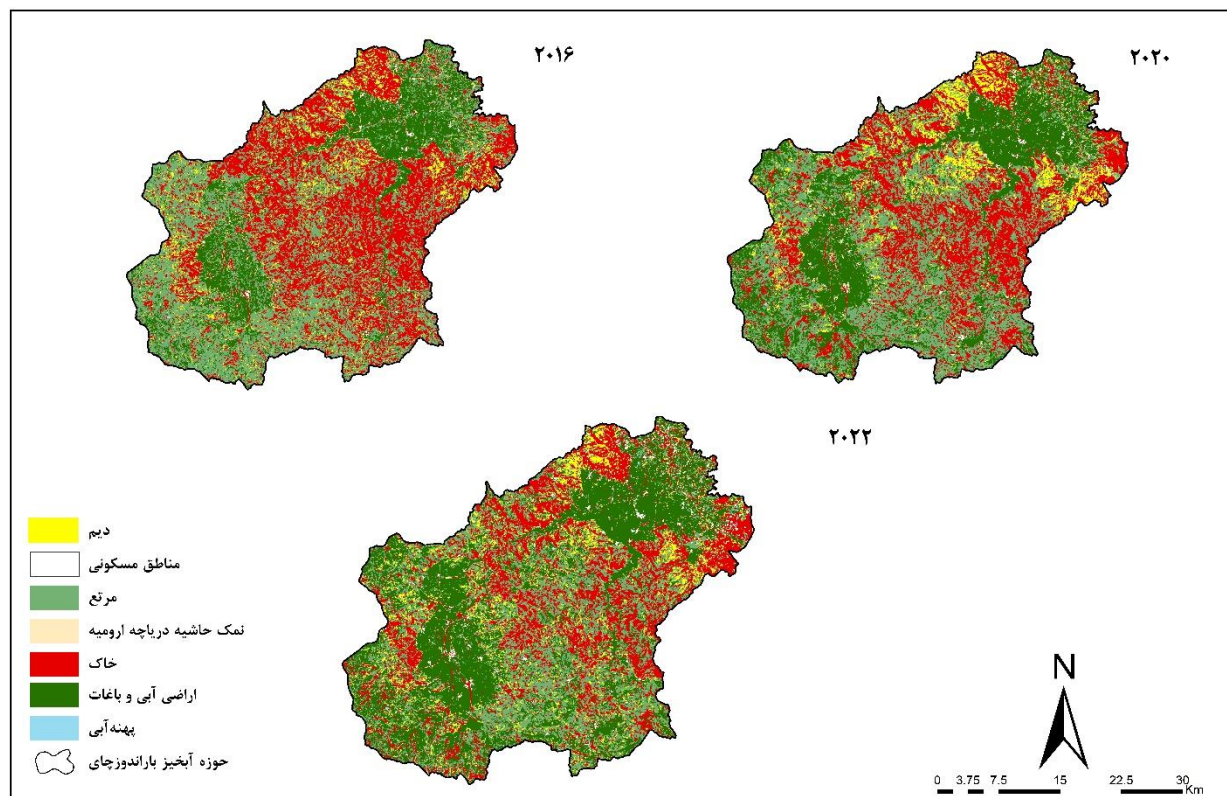 ۲۰۱۶
۲۰۲۰
۲۰۲۲
دیم
مناطق مسکونی
مرتع
نمک حاشیه دریاچه ارومیه
خاک
اراضی آبی و باغات
پهنه‌آبی
حوزه آبخیز باراندوزچای
N
0 3.75 7.5 15 22.5 30
Km